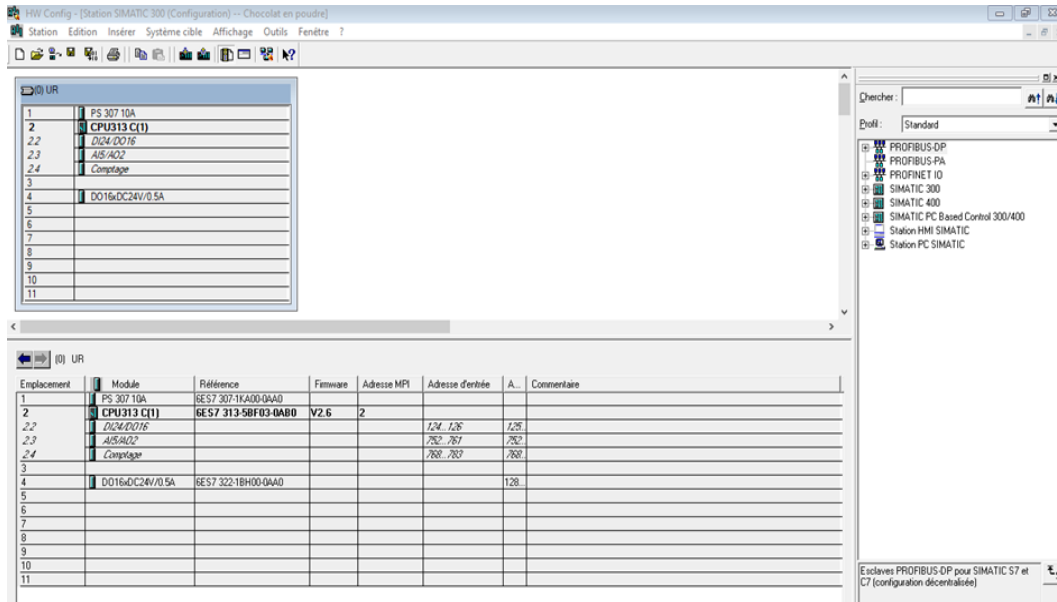 HW Config - [Station SIMATIC 300 (Configuration) -- Chocolat en poudre]
Station Edition Insérer Système cible Affichage Outils Fenêtre ?
(0) UR
1 PS 307 10A
2 CPU313 C(1)
2.2 DI24/DO16
2.3 AI5/AO2
2.4 Comptage
3
4 DO16xDC24V/0.5A
5
6
7
8
9
10
11
Chercher :
Profil : Standard
PROFIBUS-DP
PROFIBUS-PA
PROFINET IO
SIMATIC 300
SIMATIC 400
SIMATIC PC Based Control 300/400
Station HMI SIMATIC
Station PC SIMATIC
(0) UR
Emplacement Module Référence Firmware Adresse MPI Adresse d'entrée A... Commentaire
1 PS 307 10A 6ES7 307-1KA00-0AA0
2 CPU313 C(1) 6ES7 313-5BF03-0AB0 V2.6 2
2.2 DI24/DO16 124...126 125...
2.3 AI5/AO2 752...761 752...
2.4 Comptage 768...783 768...
3
4 DO16xDC24V/0.5A 6ES7 322-1BH00-0AA0 128...
5
6
7
8
9
10
11
Esclaves PROFIBUS-DP pour SIMATIC S7 et
C7 (configuration décentralisée)